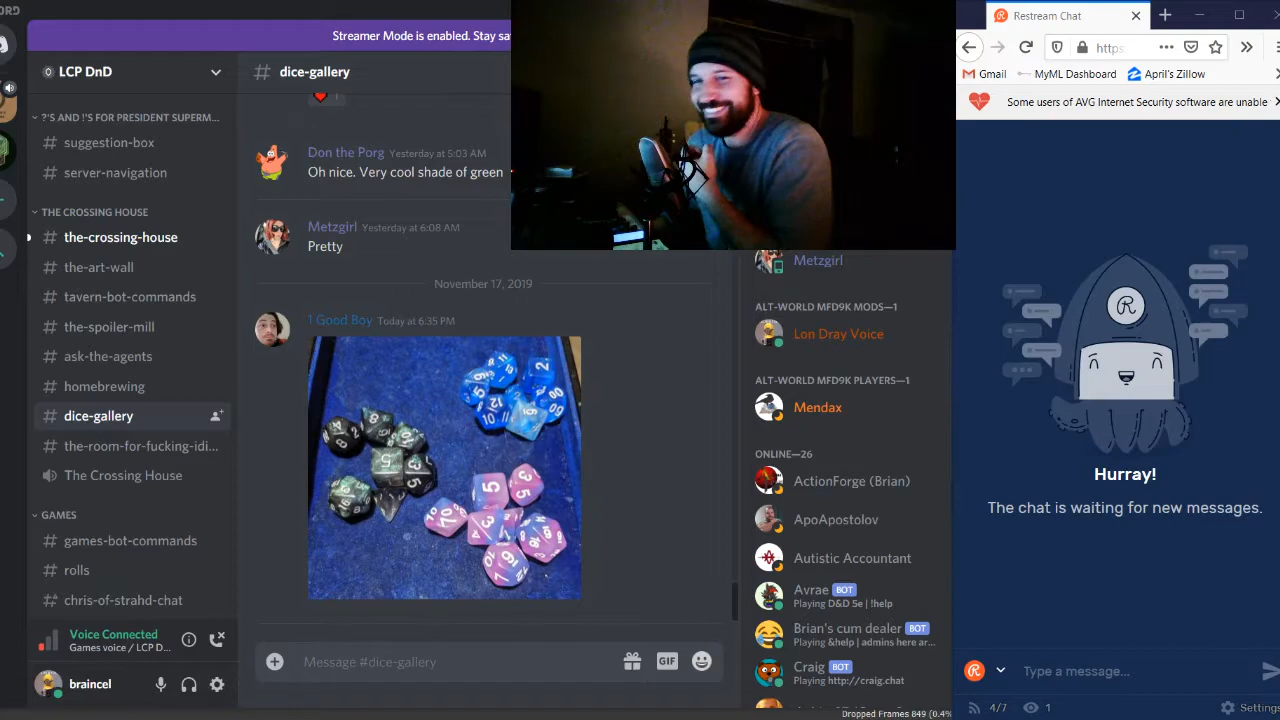 Streamer Mode is enabled. Stay sa
LCP DnD
?'S AND !'S FOR PRESIDENT SUPERM...
# suggestion-box
# server-navigation
THE CROSSING HOUSE
# the-crossing-house
# the-art-wall
# tavern-bot-commands
# the-spoiler-mill
# ask-the-agents
# homebrewing
# dice-gallery
# the-room-for-fucking-idi...
The Crossing House
GAMES
# games-bot-commands
# rolls
# chris-of-strahd-chat
Voice Connected
Games voice / LCP D...
# dice-gallery
Don the Porg Yesterday at 5:03 AM
Oh nice. Very cool shade of green
Metzgirl Yesterday at 6:08 AM
Pretty
November 17, 2019
1 Good Boy Today at 6:35 PM
Message #dice-gallery
GIF
Metzgirl
ALT-WORLD MFD9K MODS—1
Lon Dray Voice
ALT-WORLD MFD9K PLAYERS—1
Mendax
ONLINE—26
ActionForge (Brian)
ApoApostolov
Autistic Accountant
Avrae BOT
Playing D&D 5e | !help
Brian's cum dealer BOT
Playing &help | admins here ar...
Craig BOT
Playing http://craig.chat
Dropped Frames 849 (0.4%
Restream Chat
https
Gmail
MyML Dashboard
April's Zillow
Some users of AVG Internet Security software are unable
Hurray!
The chat is waiting for new messages.
Type a message...
4/7
1
Settings